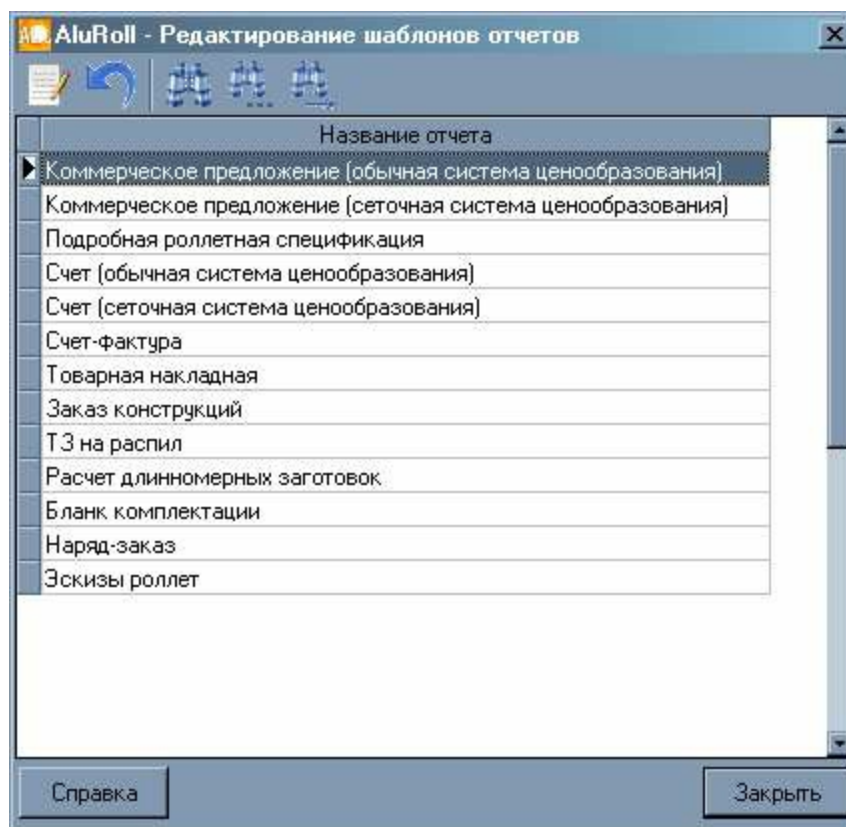 AluRoll - Редактирование шаблонов отчетов
Название отчета
Коммерческое предложение (обычная система ценообразования)
Коммерческое предложение (сеточная система ценообразования)
Подробная роллетная спецификация
Счет (обычная система ценообразования)
Счет (сеточная система ценообразования)
Счет-фактура
Товарная накладная
Заказ конструкций
ТЗ на распил
Расчет длинномерных заготовок
Бланк комплектации
Наряд-заказ
Эскизы роллет
Справка
Закрыть